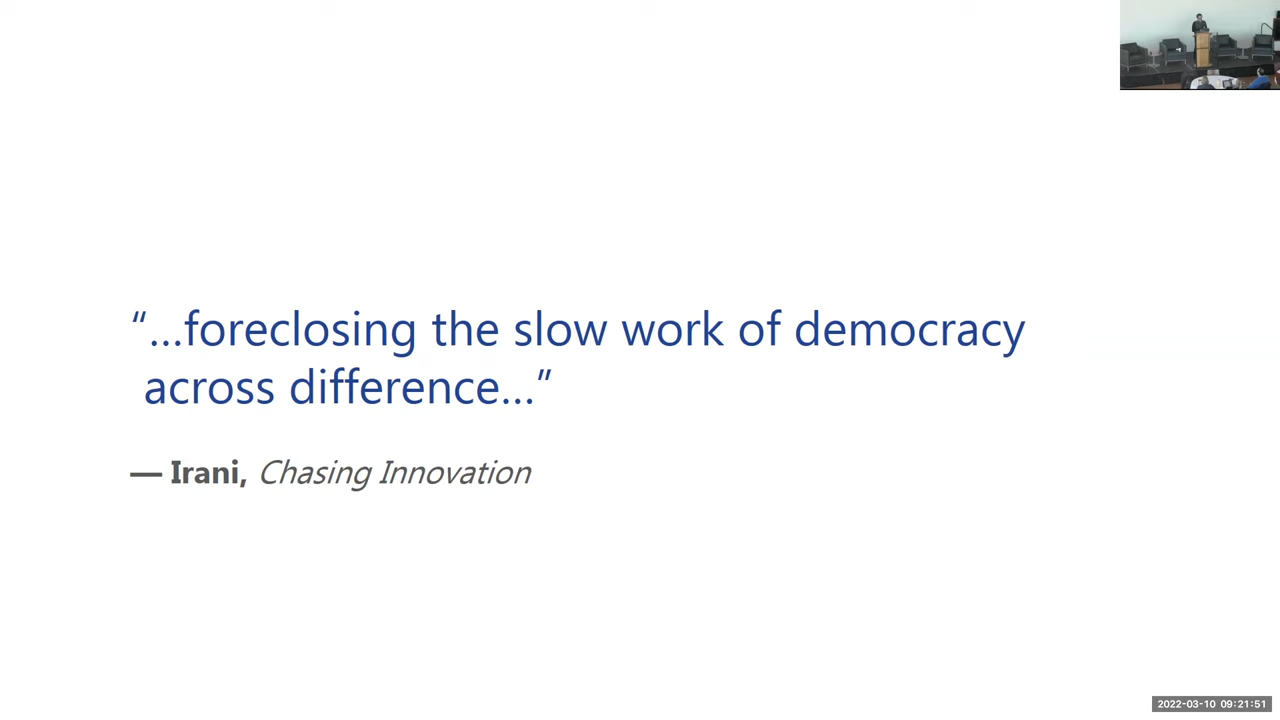 “...foreclosing the slow work of democracy
across difference...”
— Irani, Chasing Innovation
2022-03-10 09:21:51